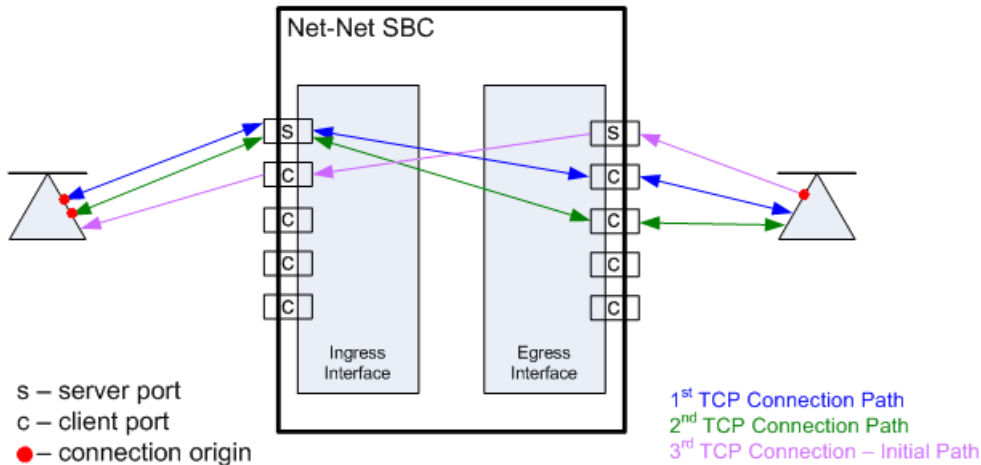 Net-Net SBC
S
C
C
C
C
S
C
C
C
C
Ingress
Interface
Egress
Interface
s – server port
c – client port
– connection origin
1st TCP Connection Path
2nd TCP Connection Path
3rd TCP Connection – Initial Path